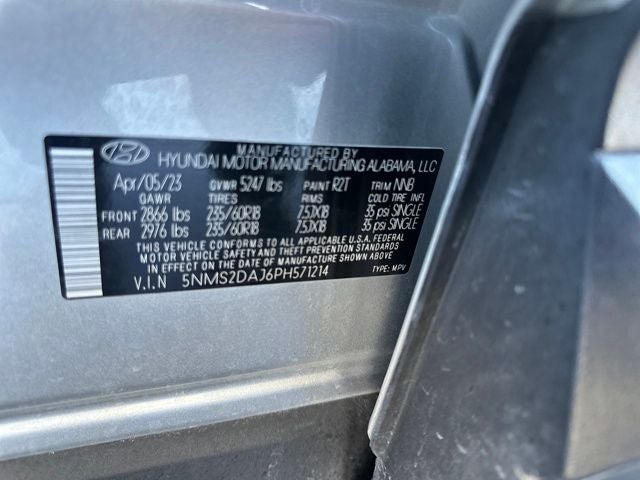 MANUFACTURED BY
HYUNDAI MOTOR MANUFACTURING ALABAMA, LLC
Apr/05/23 GVWR 5247 lbs PAINT R2T TRIM NNB
GAWR TIRES RIMS COLD TIRE INFL
FRONT 2866 lbs 235/60R18 7.5JX18 35 psi SINGLE
REAR 2976 lbs 235/60R18 7.5JX18 35 psi SINGLE
THIS VEHICLE CONFORMS TO ALL APPLICABLE U.S.A. FEDERAL
MOTOR VEHICLE SAFETY AND THEFT PREVENTION STANDARDS
IN EFFECT ON THE DATE OF MANUFACTURE SHOWN ABOVE.
V.I.N 5NMS2DAJ6PH571214 TYPE: MPV